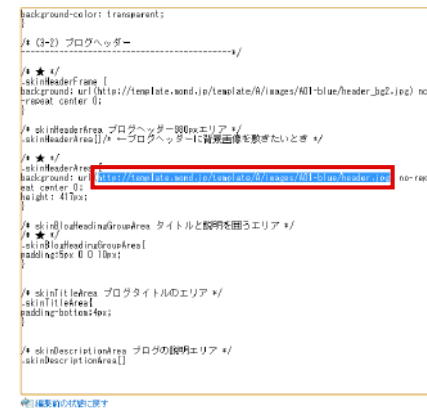 background-color: transparent;
}
/* (3-2) ブログヘッダー
----------------------------------------*/
/* ★ */
.skinHeaderFrame {
background: url(http://template.momd.jp/template/A/images/A01-blue/header_bg2.jpg) no
-repeat center 0;
}
/* skinHeaderArea ブログヘッダー980pxエリア */
.skinHeaderArea{}/* ←ブログヘッダーに背景画像を敷きたいとき */
/* ★ */
.skinHeaderArea {
background: url(http://template.momd.jp/template/A/images/A01-blue/header.jpg) no-rep
eat center 0;
height: 417px;
}
/* skinBlogHeadingGroupArea タイトルと説明を囲うエリア */
/* ★ */
.skinBlogHeadingGroupArea{
padding:5px 0 0 10px;
}
/* skinTitleArea ブログタイトルのエリア */
.skinTitleArea{
padding-bottom:4px;
}
/* skinDescriptionArea ブログの説明エリア */
.skinDescriptionArea{}
編集前の状態に戻す